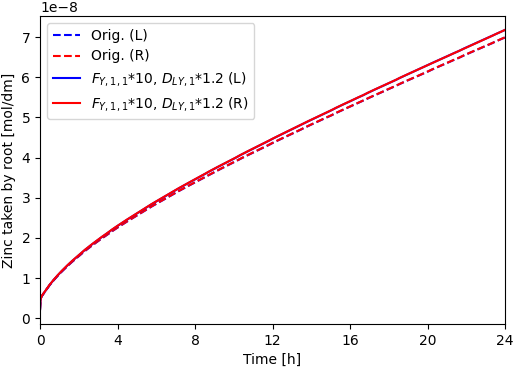 1e−8
Zinc taken by root [mol/dm]
7
6
5
4
3
2
1
0
Orig. (L)
Orig. (R)
F_{Y,1,1}*10, D_{LY,1}*1.2 (L)
F_{Y,1,1}*10, D_{LY,1}*1.2 (R)
0 4 8 12 16 20 24
Time [h]